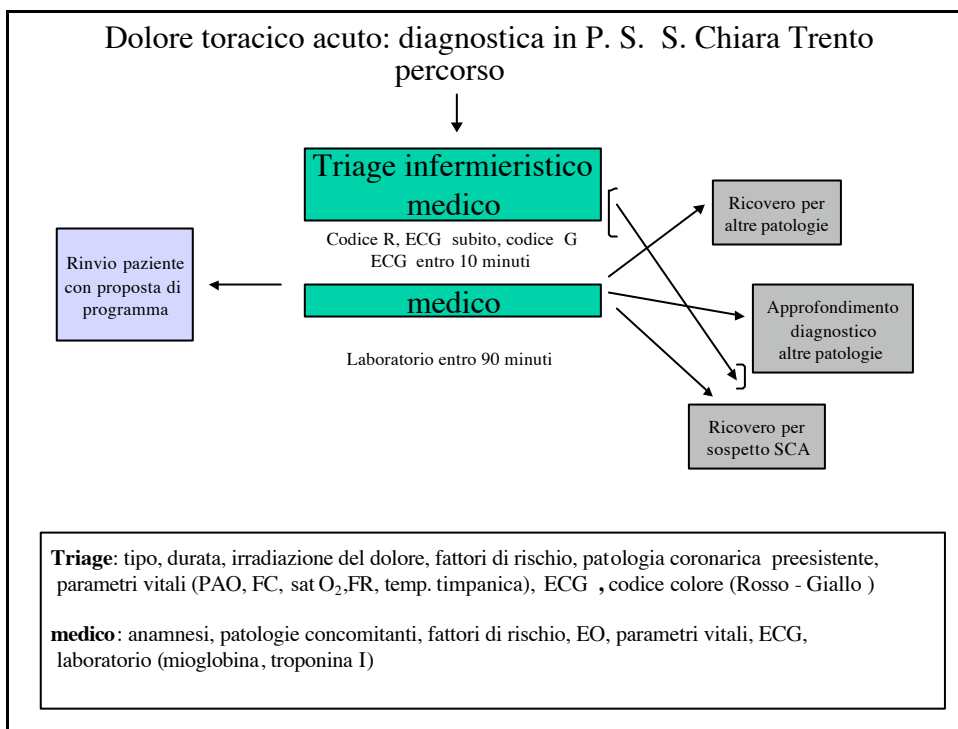 Dolore toracico acuto: diagnostica in P. S.  S. Chiara Trento
percorso
Triage infermieristico
medico
Codice R, ECG subito, codice G
ECG entro 10 minuti
Ricovero per
altre patologie
Rinvio paziente
con proposta di
programma
medico
Approfondimento
diagnostico
altre patologie
Laboratorio entro 90 minuti
Ricovero per
sospetto SCA
Triage: tipo, durata, irradiazione del dolore, fattori di rischio, patologia coronarica preesistente,
parametri vitali (PAO, FC, sat O₂,FR, temp. timpanica), ECG , codice colore (Rosso - Giallo )
medico: anamnesi, patologie concomitanti, fattori di rischio, EO, parametri vitali, ECG,
laboratorio (mioglobina, troponina I)